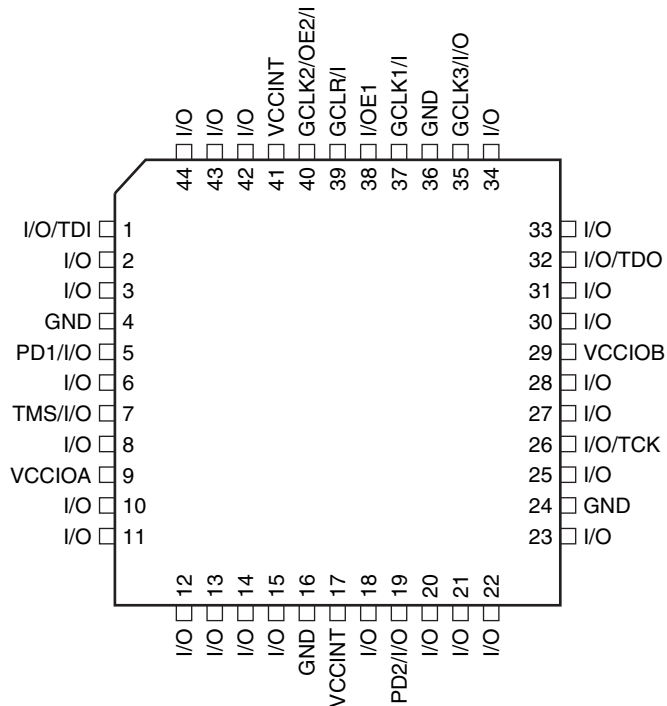 I/O
I/O
I/O
VCCINT
GCLK2/OE2/I
GCLR/I
I/OE1
GCLK1/I
GND
GCLK3/I/O
I/O
44
43
42
41
40
39
38
37
36
35
34
I/O/TDI 1
I/O 2
I/O 3
GND 4
PD1/I/O 5
I/O 6
TMS/I/O 7
I/O 8
VCCIOA 9
I/O 10
I/O 11
33 I/O
32 I/O/TDO
31 I/O
30 I/O
29 VCCIOB
28 I/O
27 I/O
26 I/O/TCK
25 I/O
24 GND
23 I/O
12
13
14
15
16
17
18
19
20
21
22
I/O
I/O
I/O
I/O
GND
VCCINT
I/O
PD2/I/O
I/O
I/O
I/O